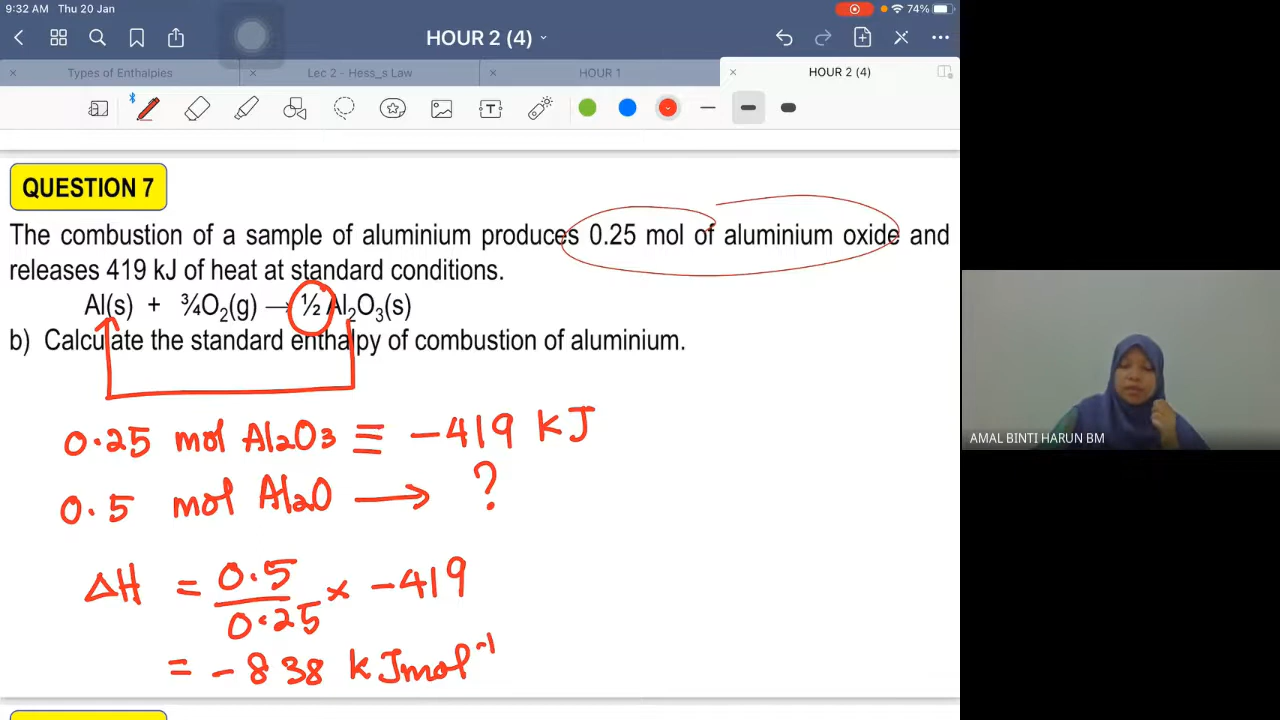 9:32 AM Thu 20 Jan 74%
HOUR 2 (4)
Types of Enthalpies
Lec 2 - Hess_s Law
HOUR 1
HOUR 2 (4)
QUESTION 7
The combustion of a sample of aluminium produces 0.25 mol of aluminium oxide and
releases 419 kJ of heat at standard conditions.
Al(s) + ¾O₂(g) → ½ Al₂O₃(s)
b) Calculate the standard enthalpy of combustion of aluminium.
0.25 mol Al₂O₃ ≡ -419 kJ
0.5 mol Al₂O → ?
ΔH = 0.5/0.25 × -419
= -838 kJmol⁻¹
AMAL BINTI HARUN BM